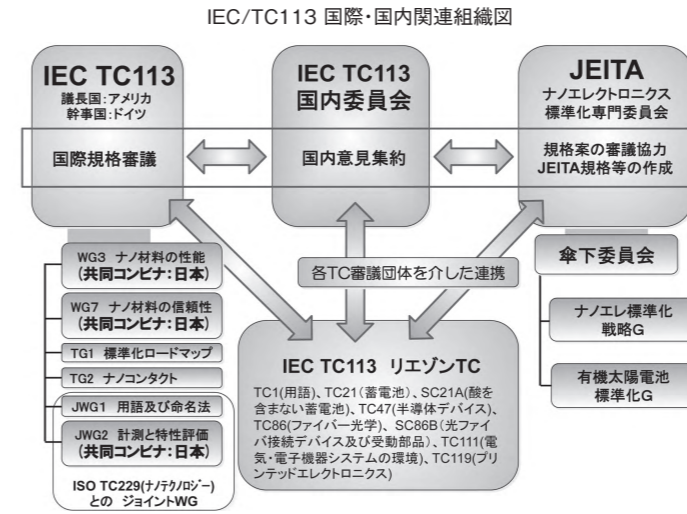 IEC/TC113 国際・国内関連組織図
IEC TC113
議長国:アメリカ
幹事国:ドイツ
国際規格審議
IEC TC113
国内委員会
国内意見集約
JEITA
ナノエレクトロニクス
標準化専門委員会
規格案の審議協力
JEITA規格等の作成
WG3 ナノ材料の性能
(共同コンビナ:日本)
WG7 ナノ材料の信頼性
(共同コンビナ:日本)
TG1 標準化ロードマップ
TG2 ナノコンタクト
JWG1 用語及び命名法
JWG2 計測と特性評価
(共同コンビナ:日本)
ISO TC229(ナノテクノロジー)
との ジョイントWG
各TC審議団体を介した連携
IEC TC113 リエゾンTC
TC1(用語)、TC21(蓄電池)、SC21A(酸を
含まない蓄電池)、TC47(半導体デバイス)、
TC86(ファイバー光学)、SC86B(光ファイ
バ接続デバイス及び受動部品)、TC111(電
気・電子機器システムの環境)、TC119(プリ
ンテッドエレクトロニクス)
傘下委員会
ナノエレ標準化
戦略G
有機太陽電池
標準化G